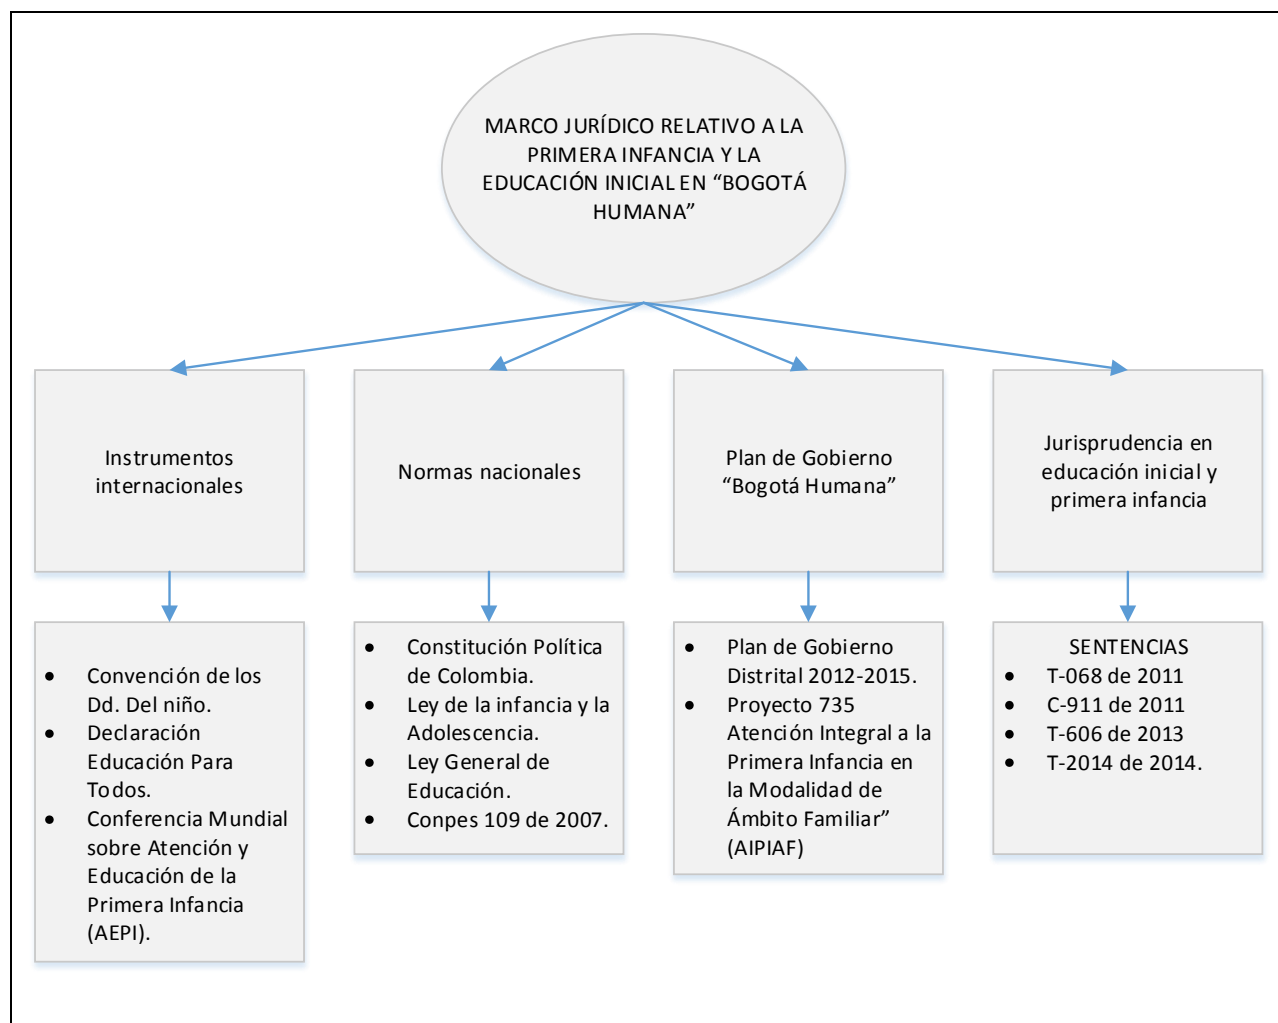 MARCO JURÍDICO RELATIVO A LA
PRIMERA INFANCIA Y LA
EDUCACIÓN INICIAL EN “BOGOTÁ
HUMANA”
Instrumentos
internacionales
Normas nacionales
Plan de Gobierno
“Bogotá Humana”
Jurisprudencia en
educación inicial y
primera infancia
• Convención de los
Dd. Del niño.
• Declaración
Educación Para
Todos.
• Conferencia Mundial
sobre Atención y
Educación de la
Primera Infancia
(AEPI).
• Constitución Política
de Colombia.
• Ley de la infancia y la
Adolescencia.
• Ley General de
Educación.
• Conpes 109 de 2007.
• Plan de Gobierno
Distrital 2012-2015.
• Proyecto 735
Atención Integral a la
Primera Infancia en
la Modalidad de
Ámbito Familiar”
(AIPIAF)
SENTENCIAS
• T-068 de 2011
• C-911 de 2011
• T-606 de 2013
• T-2014 de 2014.